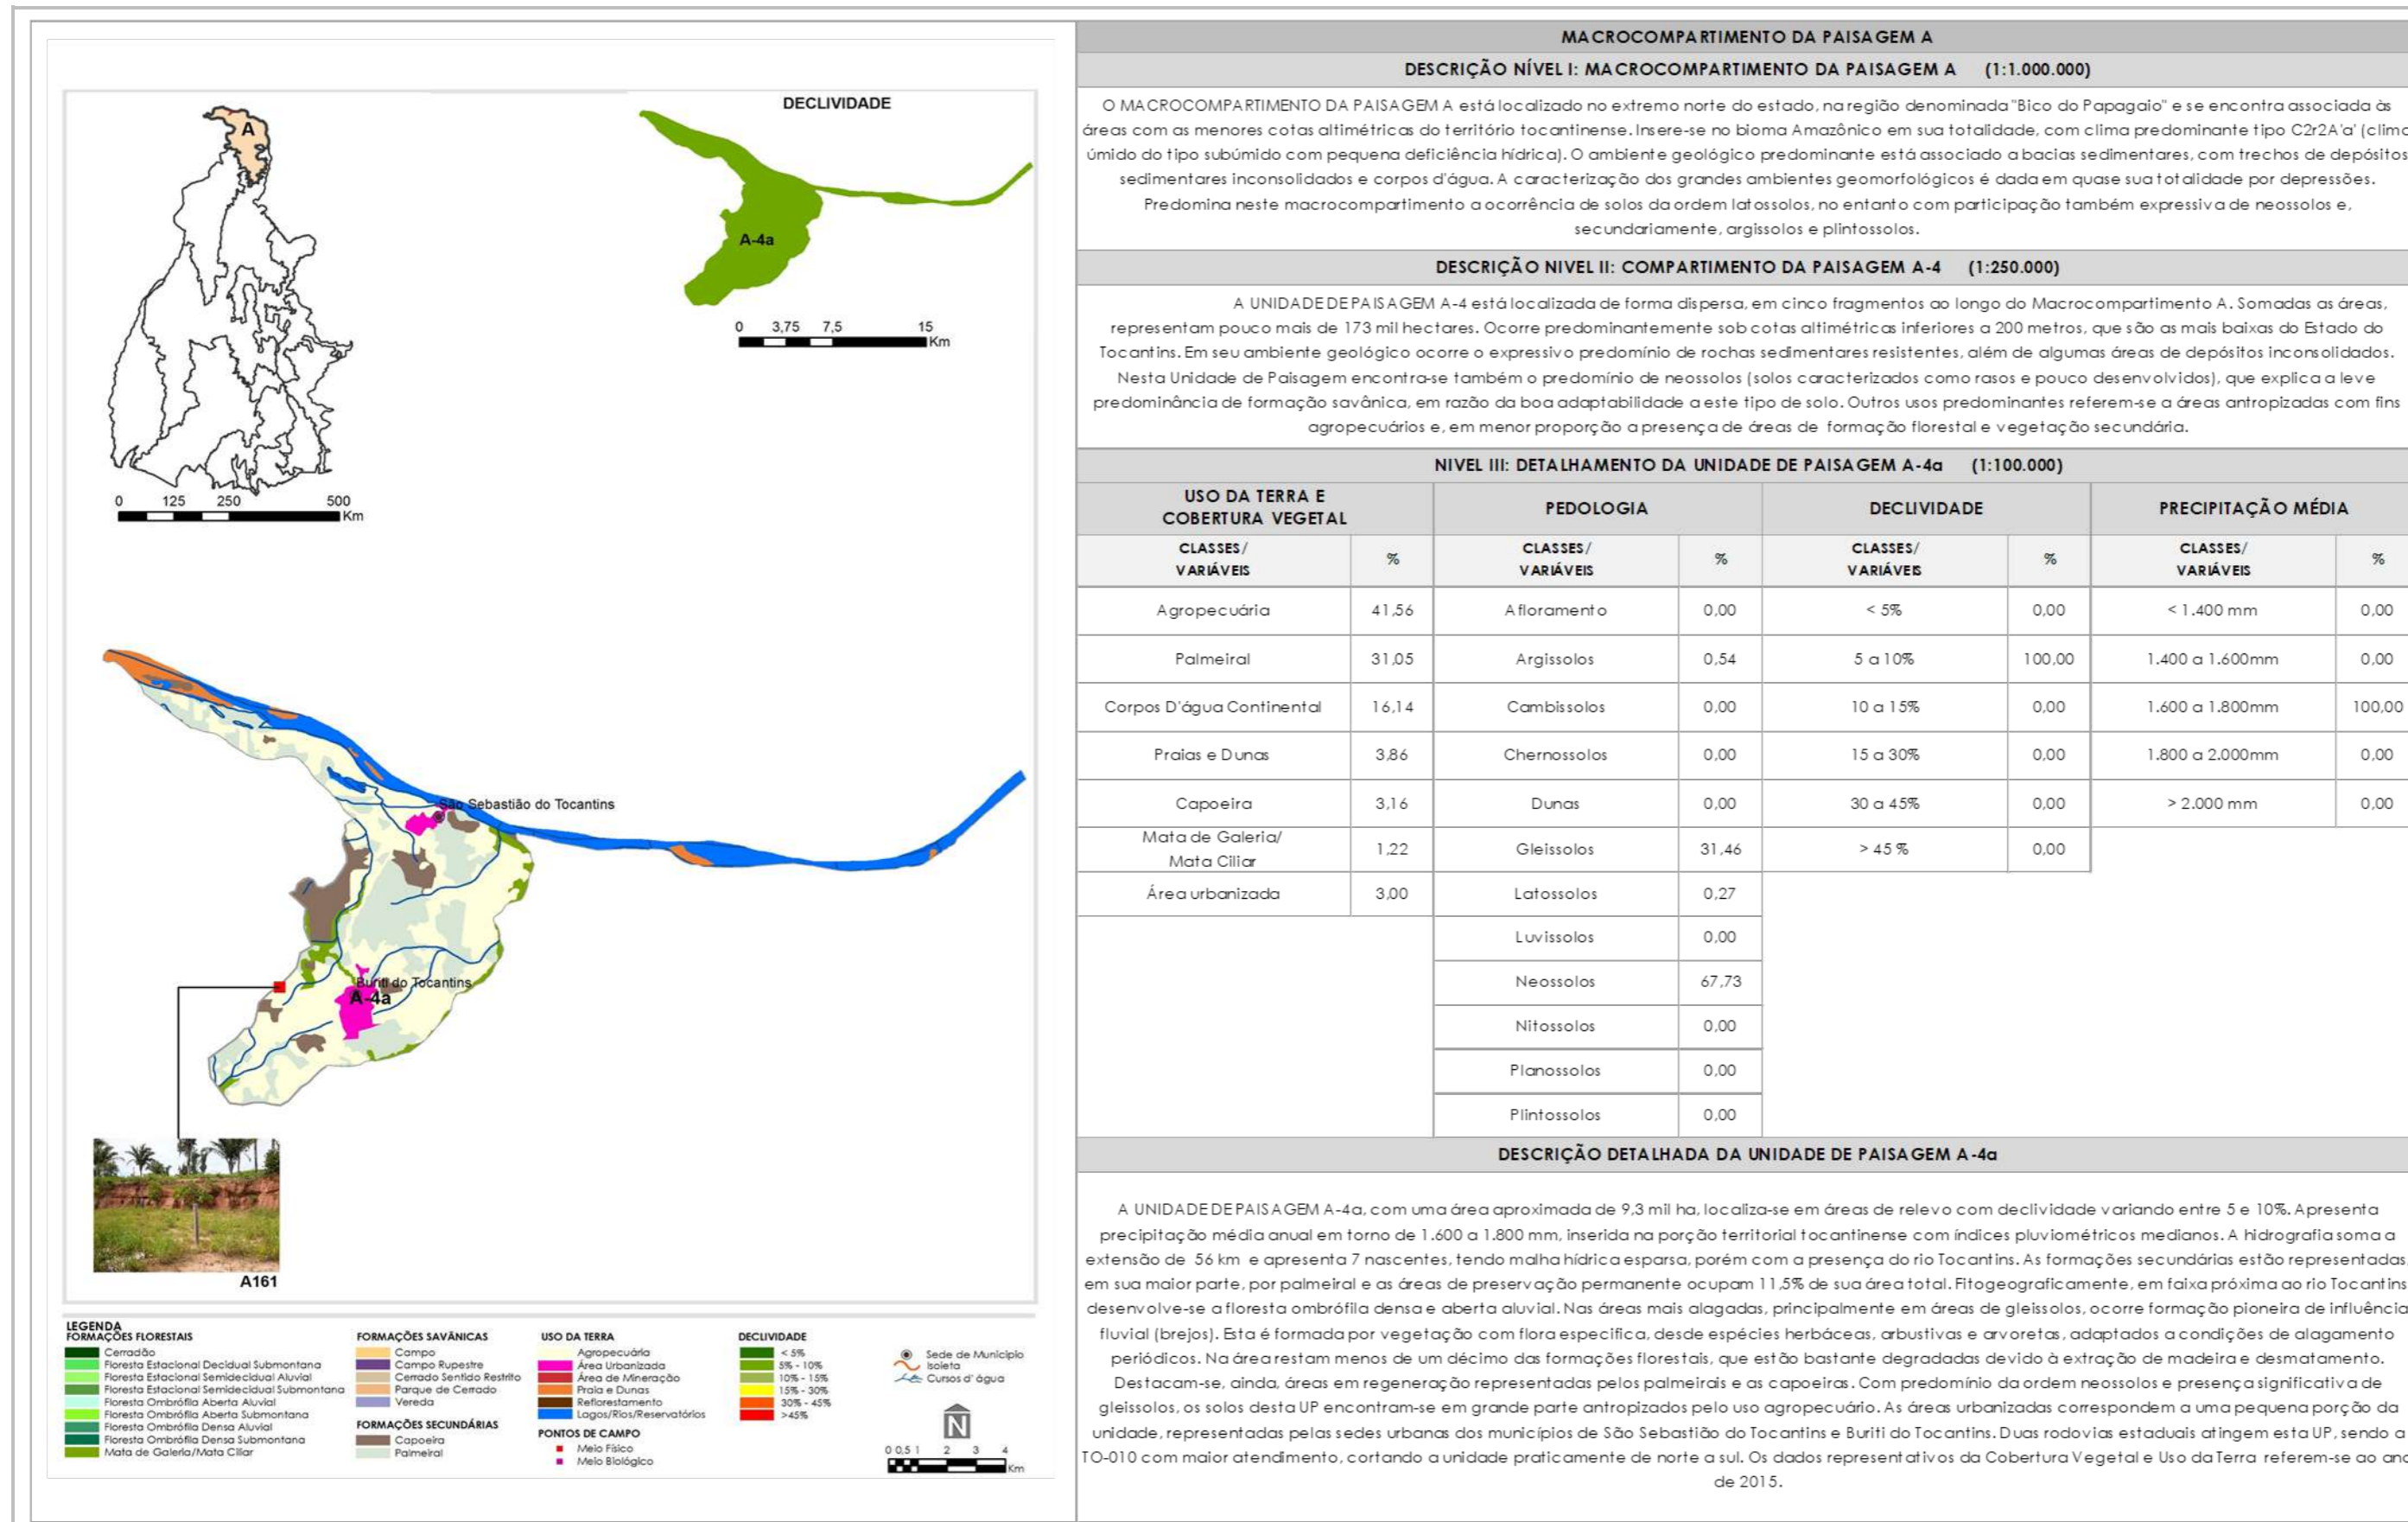 DECLIVIDADE
A
A-4a
0 3,75 7,5 15
Km
0 125 250 500
Km
São Sebastião do Tocantins
Buriti do Tocantins
A-4a
A161
LEGENDA
FORMAÇÕES FLORESTAIS
Cerradão
Floresta Estacional Decidual Submontana
Floresta Estacional Semidecidual Aluvial
Floresta Estacional Semidecidual Submontana
Floresta Ombrófila Aberta Aluvial
Floresta Ombrófila Aberta Submontana
Floresta Ombrófila Densa Aluvial
Floresta Ombrófila Densa Submontana
Mata de Galeria/Mata Ciliar
FORMAÇÕES SAVÂNICAS
Campo
Campo Rupestre
Cerrado Sentido Restrito
Parque de Cerrado
Vereda
FORMAÇÕES SECUNDÁRIAS
Capoeira
Palmeiral
USO DA TERRA
Agropecuária
Área Urbanizada
Área de Mineração
Praia e Dunas
Reflorestamento
Lagos/Rios/Reservatórios
PONTOS DE CAMPO
Meio Físico
Meio Biológico
DECLIVIDADE
< 5%
5% - 10%
10% - 15%
15% - 30%
30% - 45%
>45%
Sede de Município
Isoieta
Cursos d' água
N
0 0,5 1 2 3 4
Km
MACROCOMPARTIMENTO DA PAISAGEM A
DESCRIÇÃO NÍVEL I: MACROCOMPARTIMENTO DA PAISAGEM A (1:1.000.000)
O MACROCOMPARTIMENTO DA PAISAGEM A está localizado no extremo norte do estado, na região denominada "Bico do Papagaio" e se encontra associada às
áreas com as menores cotas altimétricas do território tocantinense. Insere-se no bioma Amazônico em sua totalidade, com clima predominante tipo C2r2A'a' (clima
úmido do tipo subúmido com pequena deficiência hídrica). O ambiente geológico predominante está associado a bacias sedimentares, com trechos de depósitos
sedimentares inconsolidados e corpos d'água. A caracterização dos grandes ambientes geomorfológicos é dada em quase sua totalidade por depressões.
Predomina neste macrocompartimento a ocorrência de solos da ordem latossolos, no entanto com participação também expressiva de neossolos e,
secundariamente, argissolos e plintossolos.
DESCRIÇÃO NIVEL II: COMPARTIMENTO DA PAISAGEM A-4 (1:250.000)
A UNIDADE DE PAISAGEM A-4 está localizada de forma dispersa, em cinco fragmentos ao longo do Macrocompartimento A. Somadas as áreas,
representam pouco mais de 173 mil hectares. Ocorre predominantemente sob cotas altimétricas inferiores a 200 metros, que são as mais baixas do Estado do
Tocantins. Em seu ambiente geológico ocorre o expressivo predomínio de rochas sedimentares resistentes, além de algumas áreas de depósitos inconsolidados.
Nesta Unidade de Paisagem encontra-se também o predomínio de neossolos (solos caracterizados como rasos e pouco desenvolvidos), que explica a leve
predominância de formação savânica, em razão da boa adaptabilidade a este tipo de solo. Outros usos predominantes referem-se a áreas antropizadas com fins
agropecuários e, em menor proporção a presença de áreas de formação florestal e vegetação secundária.
NIVEL III: DETALHAMENTO DA UNIDADE DE PAISAGEM A-4a (1:100.000)
USO DA TERRA E
COBERTURA VEGETAL
PEDOLOGIA
DECLIVIDADE
PRECIPITAÇÃO MÉDIA
CLASSES/
VARIÁVEIS
%
CLASSES/
VARIÁVEIS
%
CLASSES/
VARIÁVEIS
%
CLASSES/
VARIÁVEIS
%
Agropecuária 41,56 Afloramento 0,00 < 5% 0,00 < 1.400 mm 0,00
Palmeiral 31,05 Argissolos 0,54 5 a 10% 100,00 1.400 a 1.600mm 0,00
Corpos D'água Continental 16,14 Cambissolos 0,00 10 a 15% 0,00 1.600 a 1.800mm 100,00
Praias e Dunas 3,86 Chernossolos 0,00 15 a 30% 0,00 1.800 a 2.000mm 0,00
Capoeira 3,16 Dunas 0,00 30 a 45% 0,00 > 2.000 mm 0,00
Mata de Galeria/
Mata Ciliar 1,22 Gleissolos 31,46 > 45 % 0,00
Área urbanizada 3,00 Latossolos 0,27
Luvissolos 0,00
Neossolos 67,73
Nitossolos 0,00
Planossolos 0,00
Plintossolos 0,00
DESCRIÇÃO DETALHADA DA UNIDADE DE PAISAGEM A-4a
A UNIDADE DE PAISAGEM A-4a, com uma área aproximada de 9,3 mil ha, localiza-se em áreas de relevo com declividade variando entre 5 e 10%. Apresenta
precipitação média anual em torno de 1.600 a 1.800 mm, inserida na porção territorial tocantinense com índices pluviométricos medianos. A hidrografia soma a
extensão de 56 km e apresenta 7 nascentes, tendo malha hídrica esparsa, porém com a presença do rio Tocantins. As formações secundárias estão representadas,
em sua maior parte, por palmeiral e as áreas de preservação permanente ocupam 11,5% de sua área total. Fitogeograficamente, em faixa próxima ao rio Tocantins
desenvolve-se a floresta ombrófila densa e aberta aluvial. Nas áreas mais alagadas, principalmente em áreas de gleissolos, ocorre formação pioneira de influência
fluvial (brejos). Esta é formada por vegetação com flora especifica, desde espécies herbáceas, arbustivas e arvoretas, adaptados a condições de alagamento
periódicos. Na área restam menos de um décimo das formações florestais, que estão bastante degradadas devido à extração de madeira e desmatamento.
Destacam-se, ainda, áreas em regeneração representadas pelos palmeirais e as capoeiras. Com predomínio da ordem neossolos e presença significativa de
gleissolos, os solos desta UP encontram-se em grande parte antropizados pelo uso agropecuário. As áreas urbanizadas correspondem a uma pequena porção da
unidade, representadas pelas sedes urbanas dos municípios de São Sebastião do Tocantins e Buriti do Tocantins. Duas rodovias estaduais atingem esta UP, sendo a
TO-010 com maior atendimento, cortando a unidade praticamente de norte a sul. Os dados representativos da Cobertura Vegetal e Uso da Terra referem-se ao ano
de 2015.